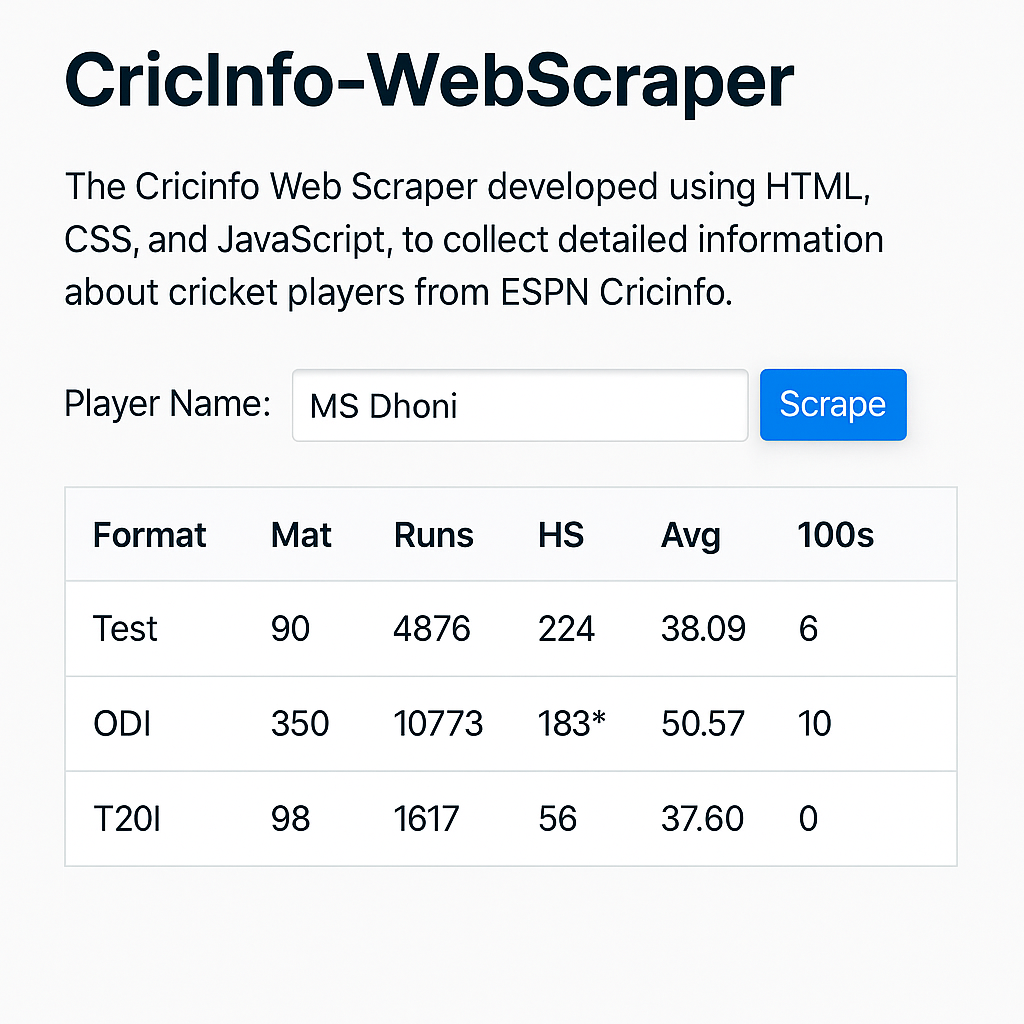 CricInfo-WebScraper
The Cricinfo Web Scraper developed using HTML,
CSS, and JavaScript, to collect detailed information
about cricket players from ESPN Cricinfo.
Player Name: MS Dhoni Scrape
Format Mat Runs HS Avg 100s
Test 90 4876 224 38.09 6
ODI 350 10773 183* 50.57 10
T20I 98 1617 56 37.60 0